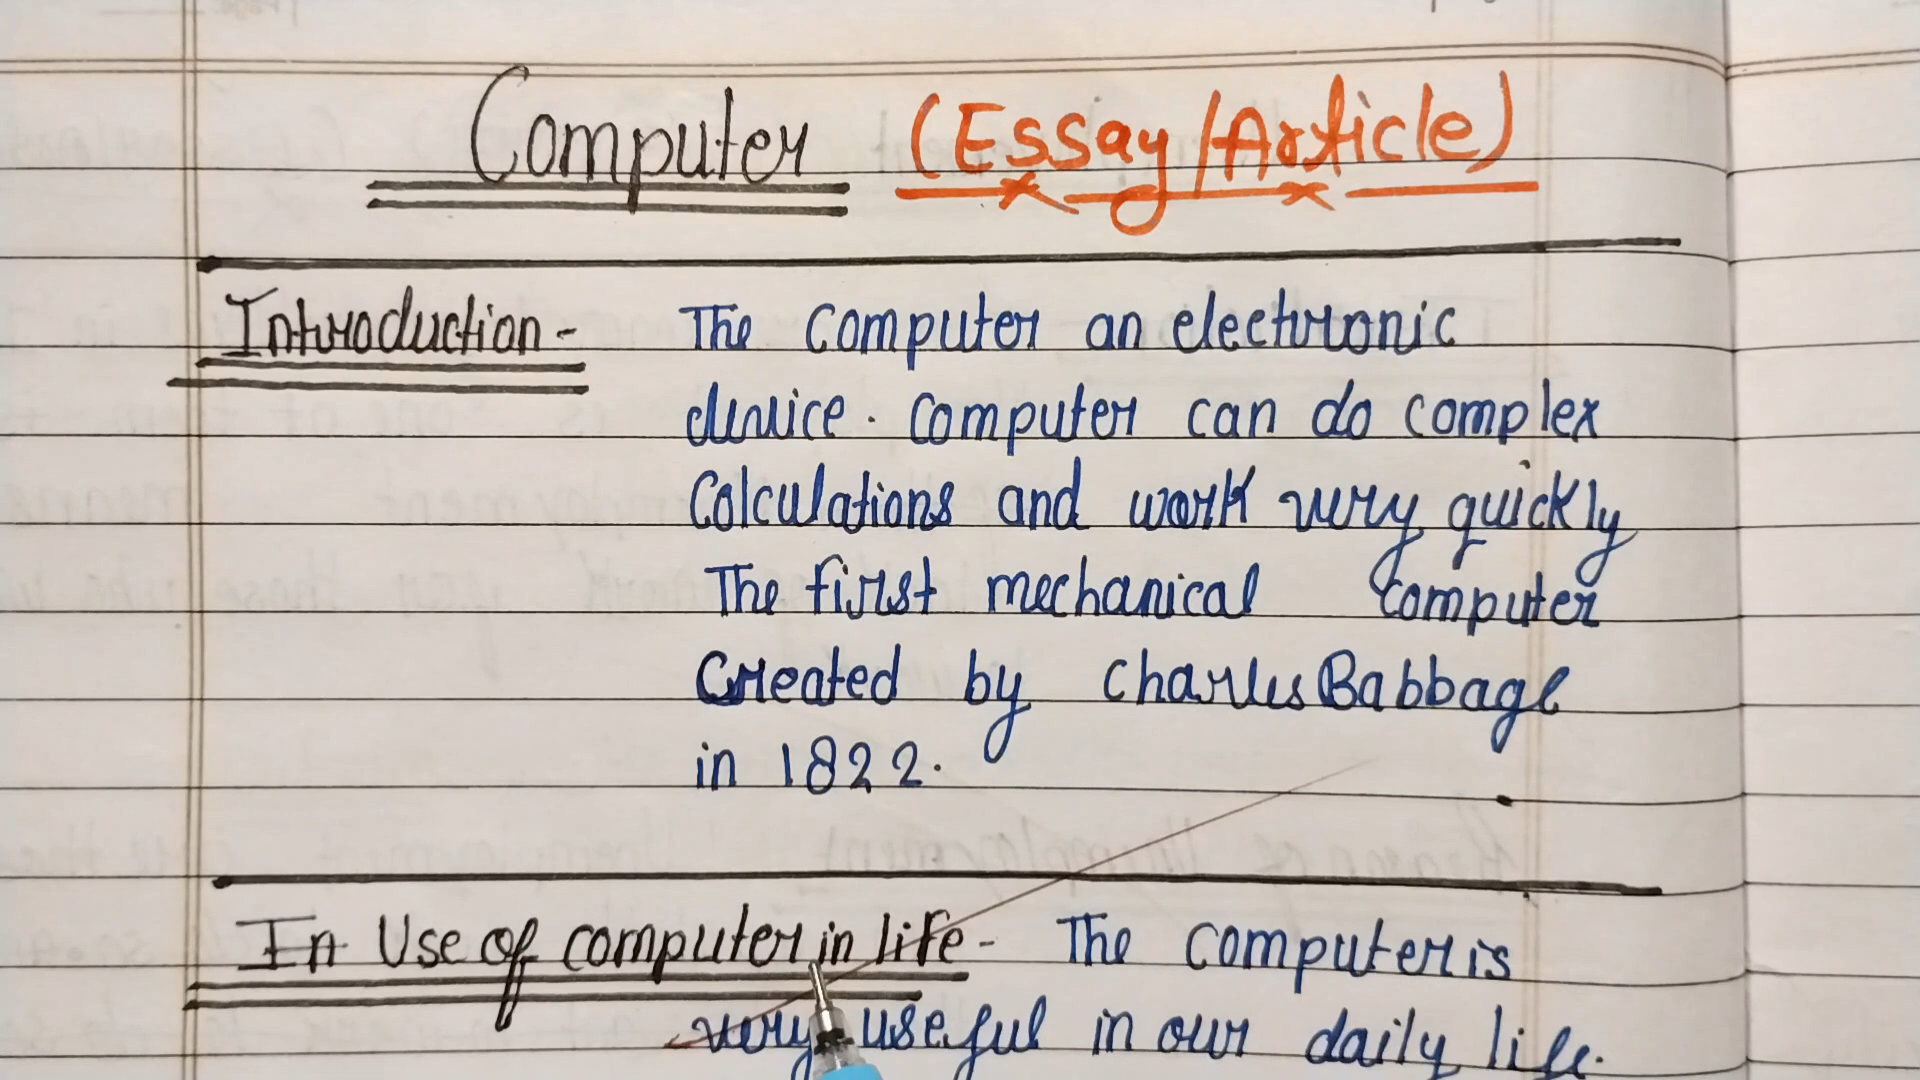 Computer (Essay/Article)
Introduction - The Computer an electronic
device. Computer can do complex
Calculations and work very quickly
The first mechanical Computer
Created by Charles Babbage
in 1822.
In Use of computer in life - The computer is
very useful in our daily life.